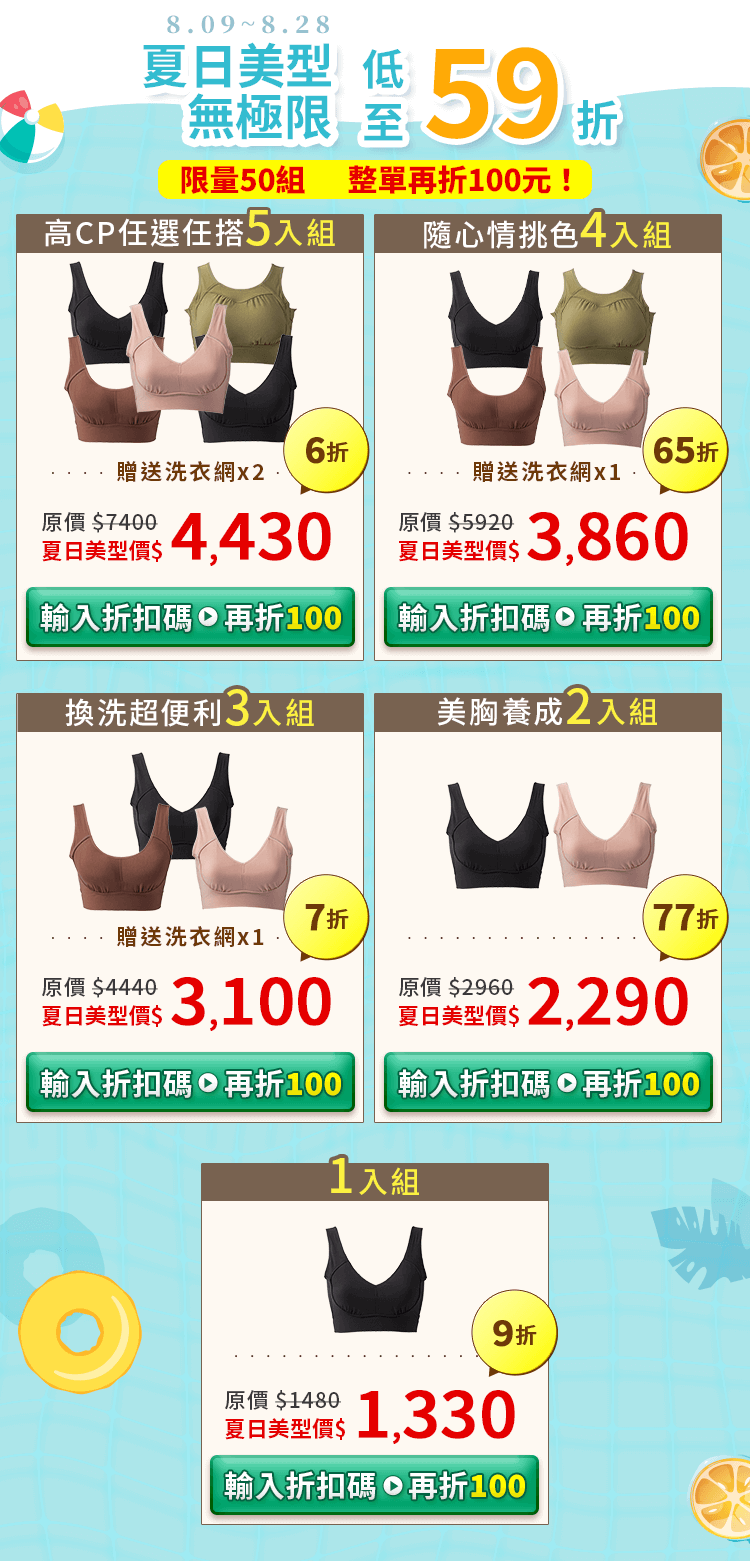 8.09~8.28
夏日美型
無極限
低至59折
限量50組 整單再折100元！
高CP任選任搭5入組
6折
贈送洗衣網x2
原價 $7400
夏日美型價$ 4,430
輸入折扣碼 再折100
隨心情挑色4入組
65折
贈送洗衣網x1
原價 $5920
夏日美型價$ 3,860
輸入折扣碼 再折100
換洗超便利3入組
7折
贈送洗衣網x1
原價 $4440
夏日美型價$ 3,100
輸入折扣碼 再折100
美胸養成2入組
77折
原價 $2960
夏日美型價$ 2,290
輸入折扣碼 再折100
1入組
9折
原價 $1480
夏日美型價$ 1,330
輸入折扣碼 再折100